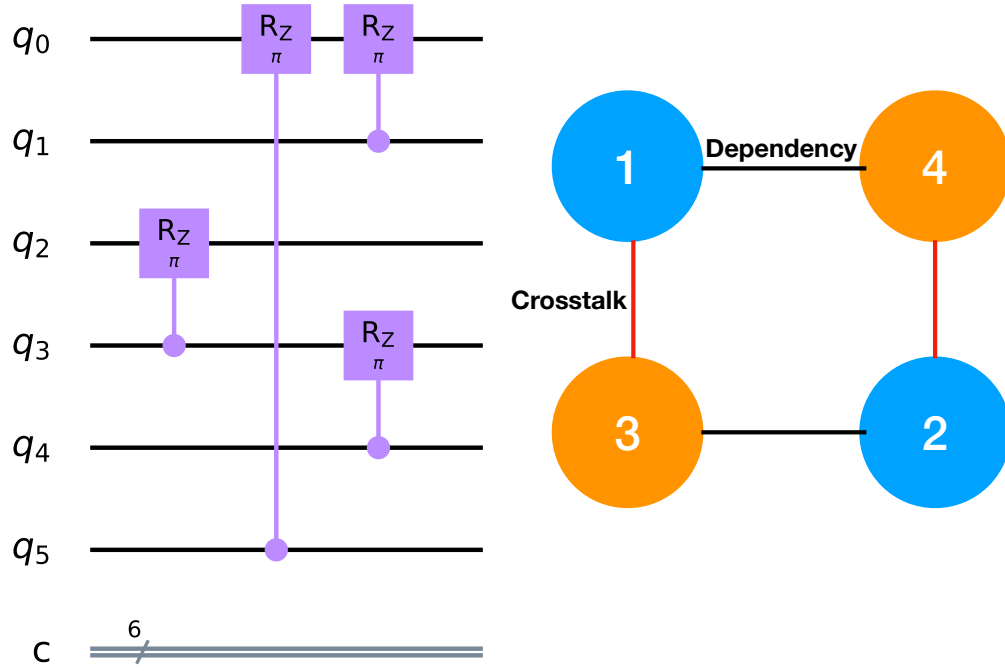 q0
RZ
π
RZ
π
q1
q2
RZ
π
q3
RZ
π
q4
q5
6
c
1
Dependency
4
Crosstalk
3
2